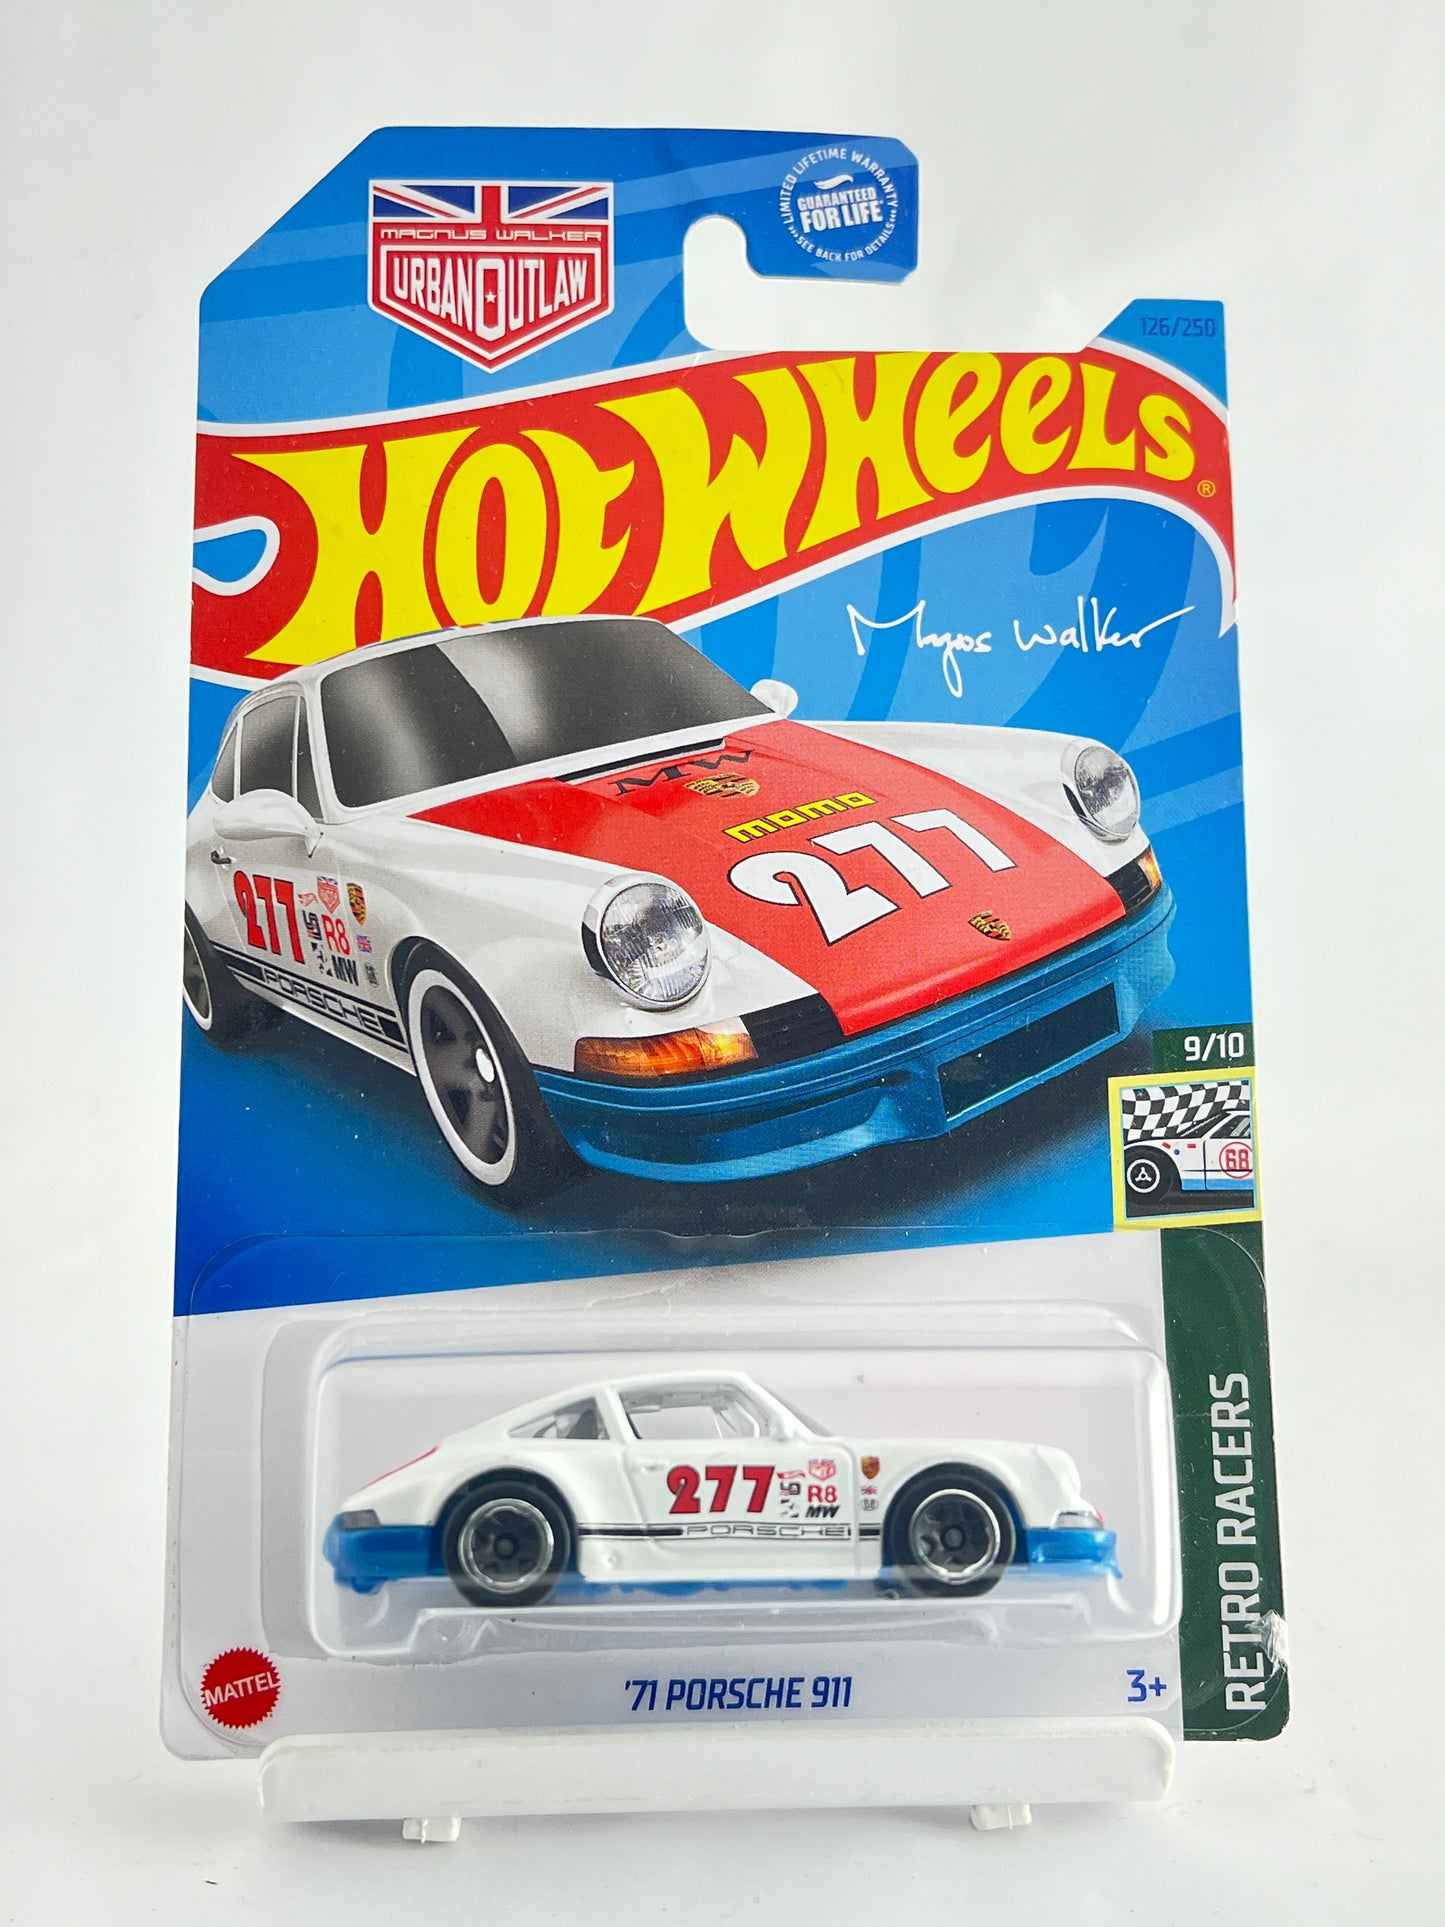 MAGNUS WALKER
URBAN OUTLAW
LIMITED LIFETIME WARRANTY
GUARANTEED
FOR LIFE
SEE BACK FOR DETAILS
126/250
HOT WHEELS®
Magnus Walker
MW
momo
277
277
R8
MW
PORSCHE
9/10
68
RETRO RACERS
277
R8
MW
PORSCHE
MATTEL
'71 PORSCHE 911
3+